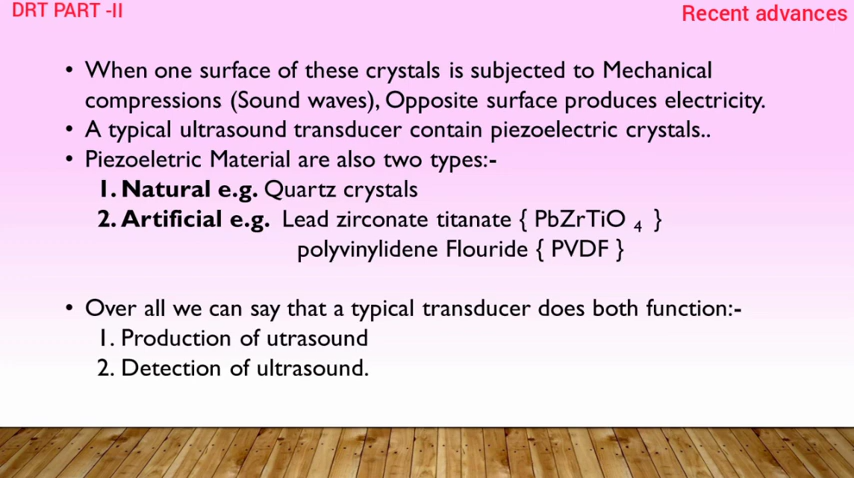 DRT PART -II
Recent advances
• When one surface of these crystals is subjected to Mechanical
compressions (Sound waves), Opposite surface produces electricity.
• A typical ultrasound transducer contain piezoelectric crystals..
• Piezoeletric Material are also two types:-
1. Natural e.g. Quartz crystals
2. Artificial e.g. Lead zirconate titanate { PbZrTiO 4 }
polyvinylidene Flouride { PVDF }
• Over all we can say that a typical transducer does both function:-
1. Production of utrasound
2. Detection of ultrasound.